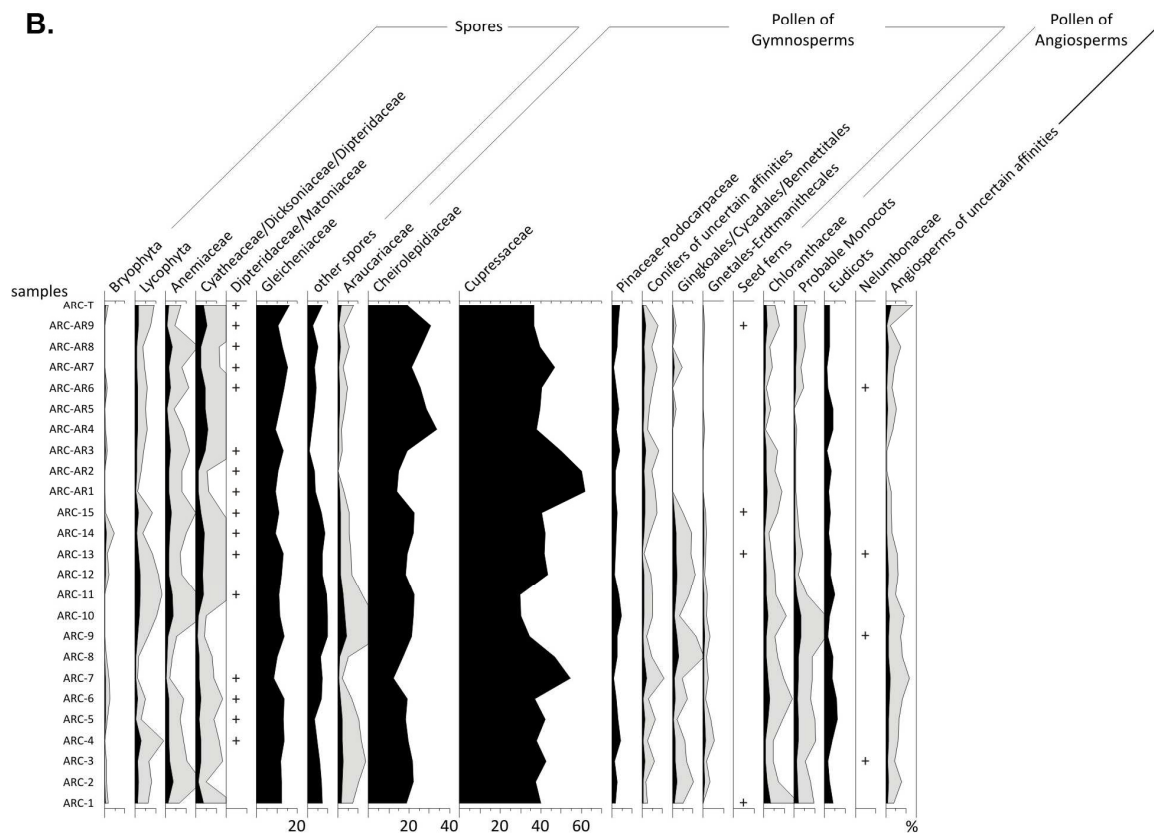 B.
Spores
Pollen of
Gymnosperms
Pollen of
Angiosperms
Bryophyta
Lycophyta
Anemiaceae
Cyatheaceae/Dicksoniaceae/Dipteridaceae
Dipteridaceae/Matoniaceae
Gleicheniaceae
other spores
Araucariaceae
Cheirolepidiaceae
Cupressaceae
Pinaceae-Podocarpaceae
Conifers of uncertain affinities
Gingkoales/Cycadales/Bennettitales
Gnetales-Erdtmanithecales
Seed ferns
Chloranthaceae
Probable Monocots
Eudicots
Nelumbonaceae
Angiosperms of uncertain affinities
samples
ARC-T + 
ARC-AR9 + +
ARC-AR8 +
ARC-AR7 +
ARC-AR6 + +
ARC-AR5
ARC-AR4
ARC-AR3 +
ARC-AR2 +
ARC-AR1 +
ARC-15 + +
ARC-14 +
ARC-13 + + +
ARC-12
ARC-11 +
ARC-10
ARC-9 +
ARC-8
ARC-7 +
ARC-6 +
ARC-5 +
ARC-4 +
ARC-3 +
ARC-2
ARC-1 +
20 20 40 20 40 60 %